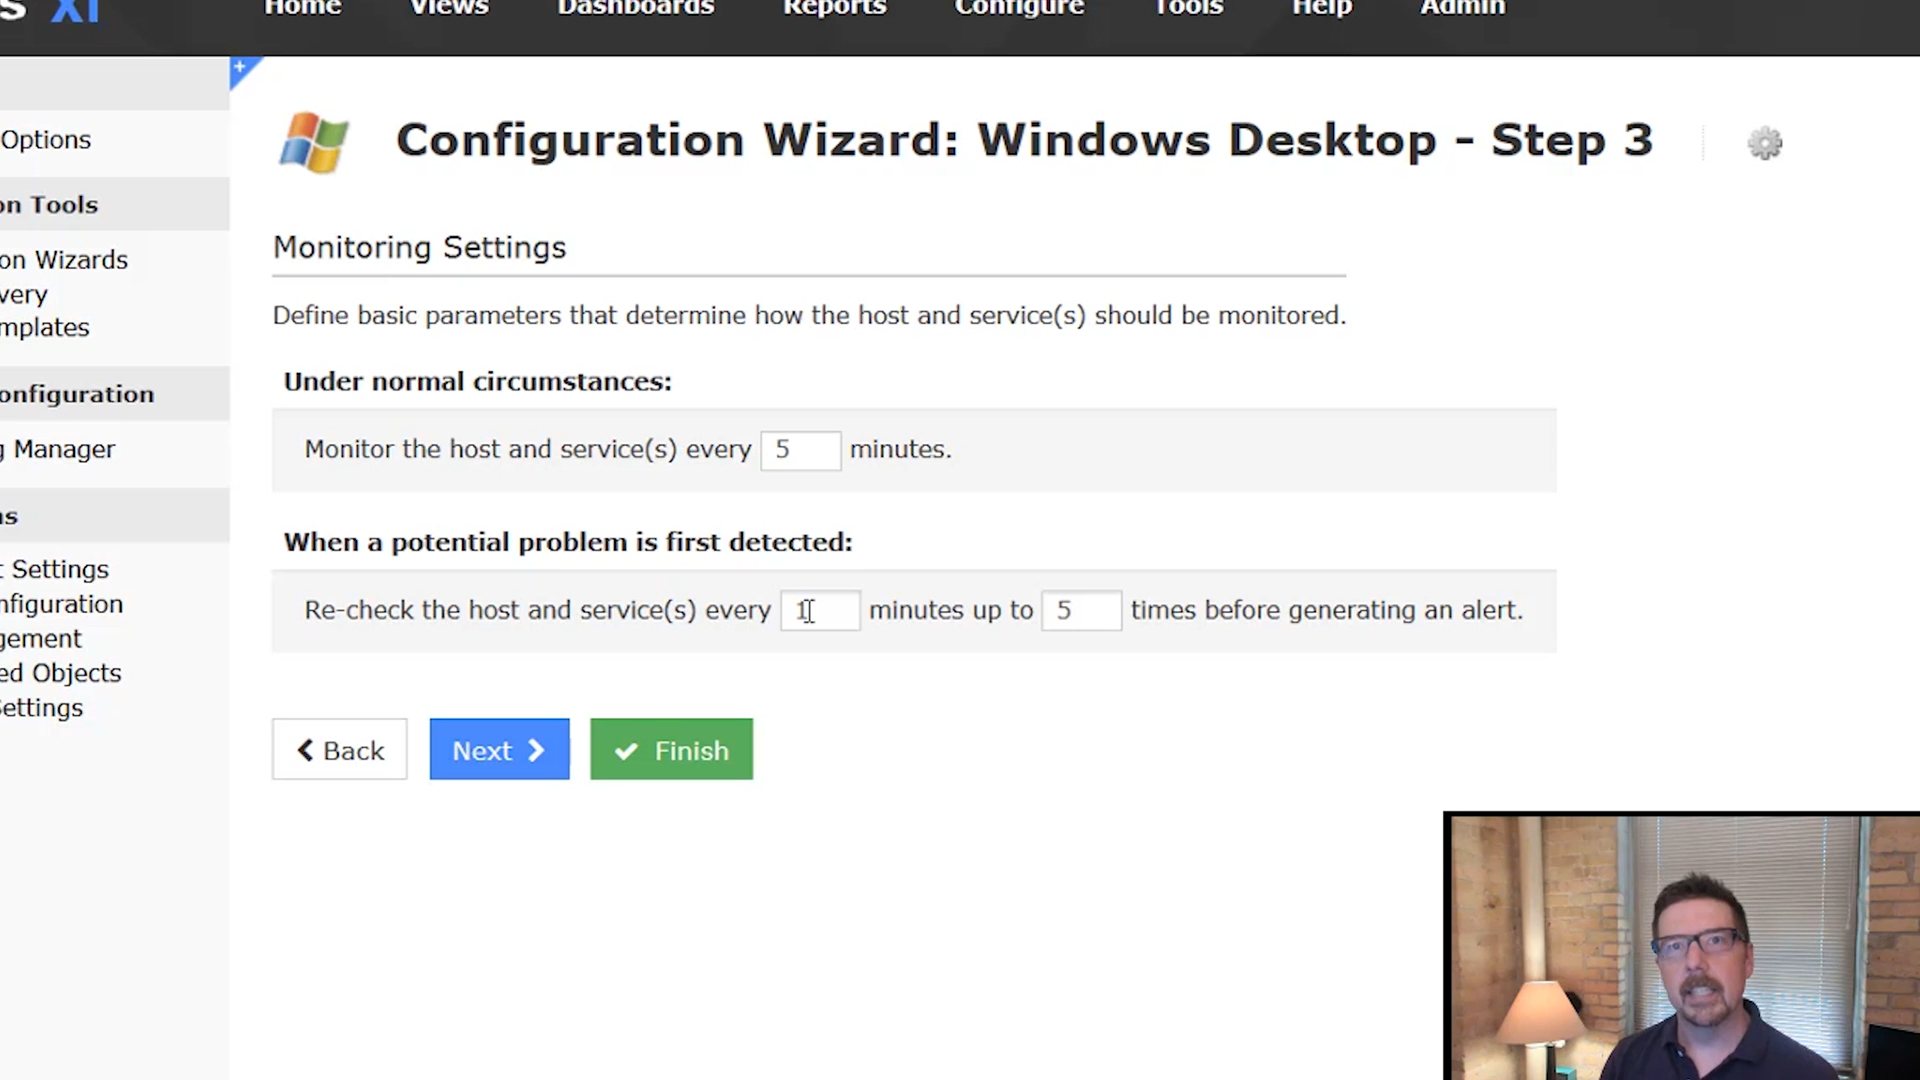 S XI
Home Views Dashboards Reports Configure Tools Help Admin
+
Options
on Tools
on Wizards
very
mplates
onfiguration
g Manager
ns
t Settings
nfiguration
gement
ed Objects
Settings
Configuration Wizard: Windows Desktop - Step 3
Monitoring Settings
Define basic parameters that determine how the host and service(s) should be monitored.
Under normal circumstances:
Monitor the host and service(s) every 5 minutes.
When a potential problem is first detected:
Re-check the host and service(s) every 1 minutes up to 5 times before generating an alert.
Back Next Finish